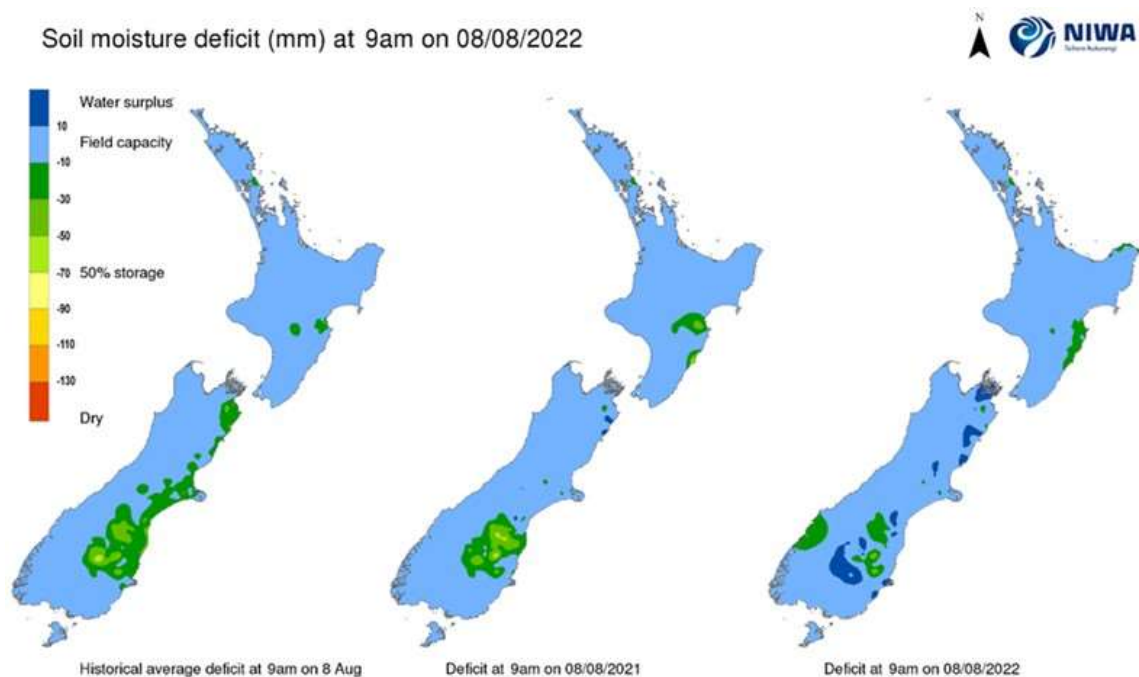 Soil moisture deficit (mm) at 9am on 08/08/2022
N
NIWA
Taihoro Nukurangi
Water surplus
10
Field capacity
-10
-30
-50
50% storage
-70
-90
-110
-130
Dry
Historical average deficit at 9am on 8 Aug
Deficit at 9am on 08/08/2021
Deficit at 9am on 08/08/2022